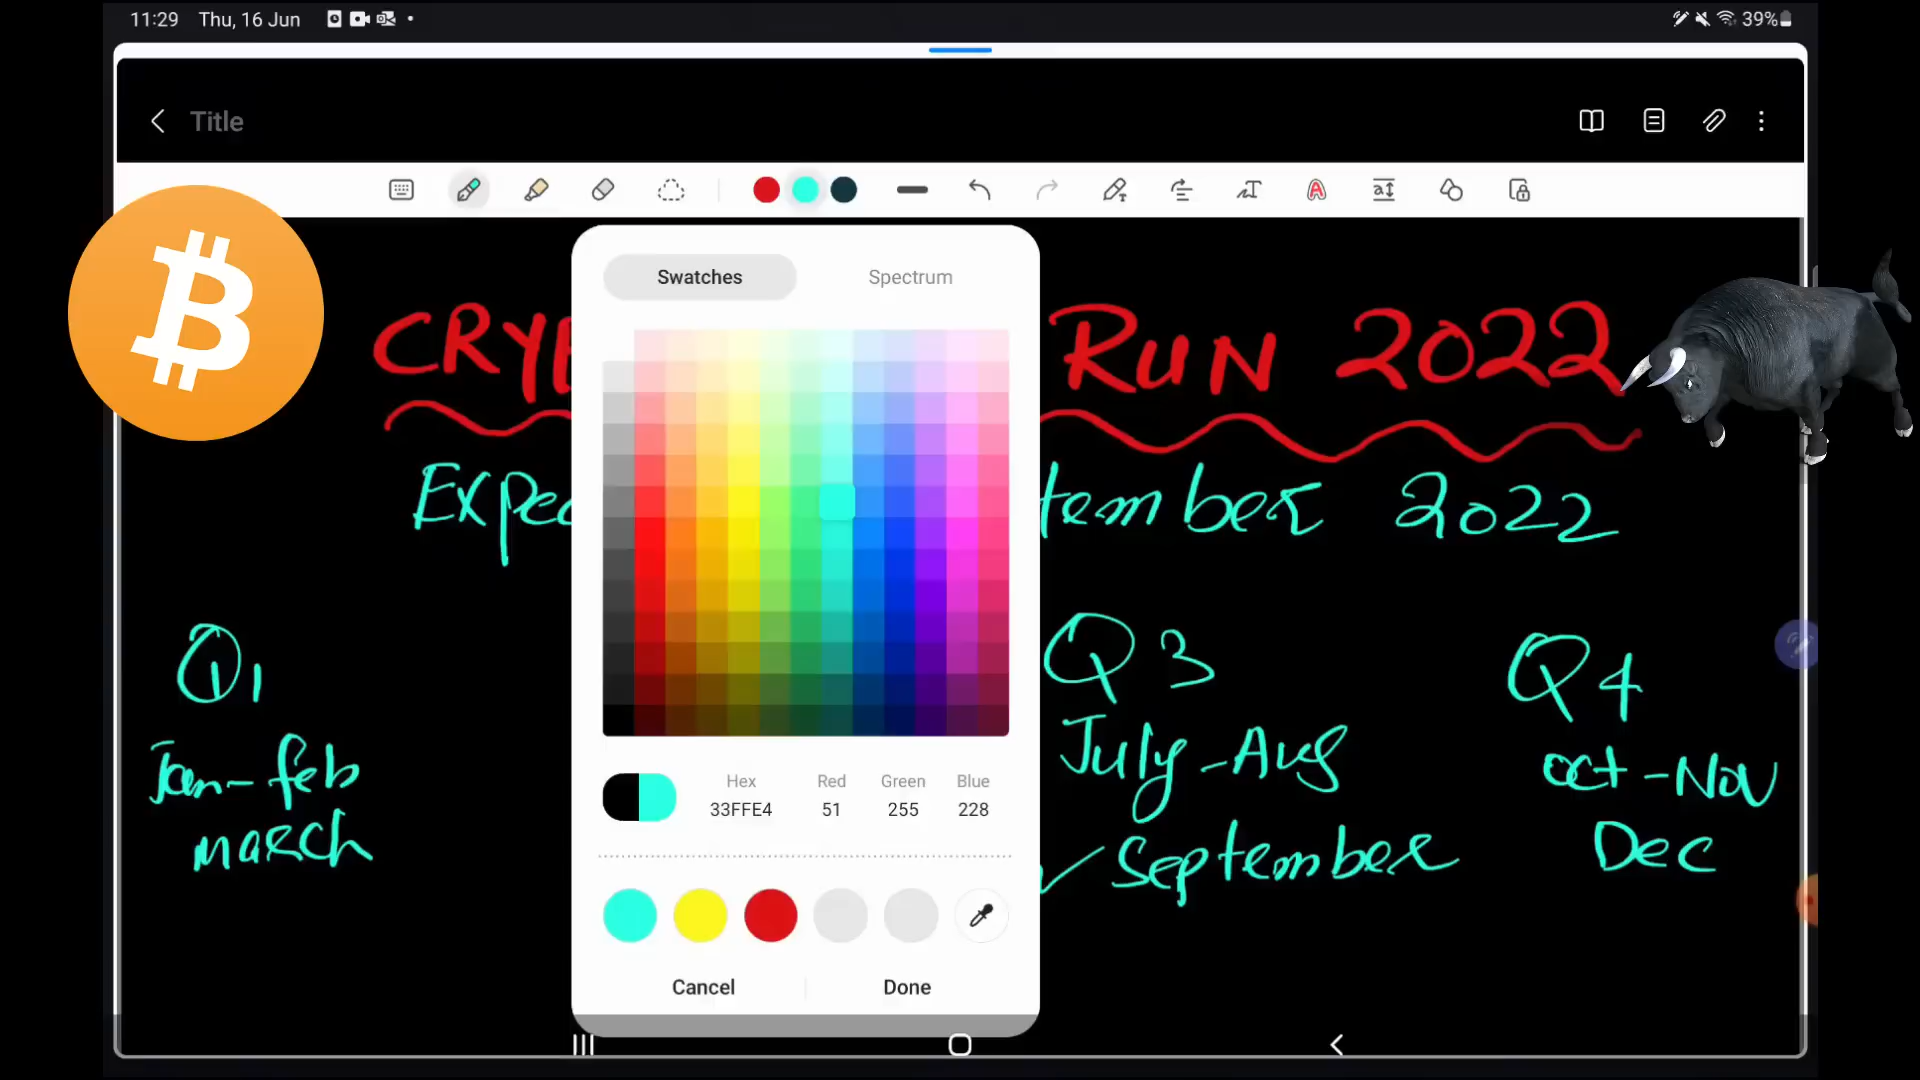 11:29 Thu, 16 Jun
39%
Title
Swatches Spectrum
RUN 2022
2022
Q1
Q3
Q4
Jan-feb
march
July-Aug
September
Oct-Nov
Dec
Hex Red Green Blue
33FFE4 51 255 228
Cancel Done